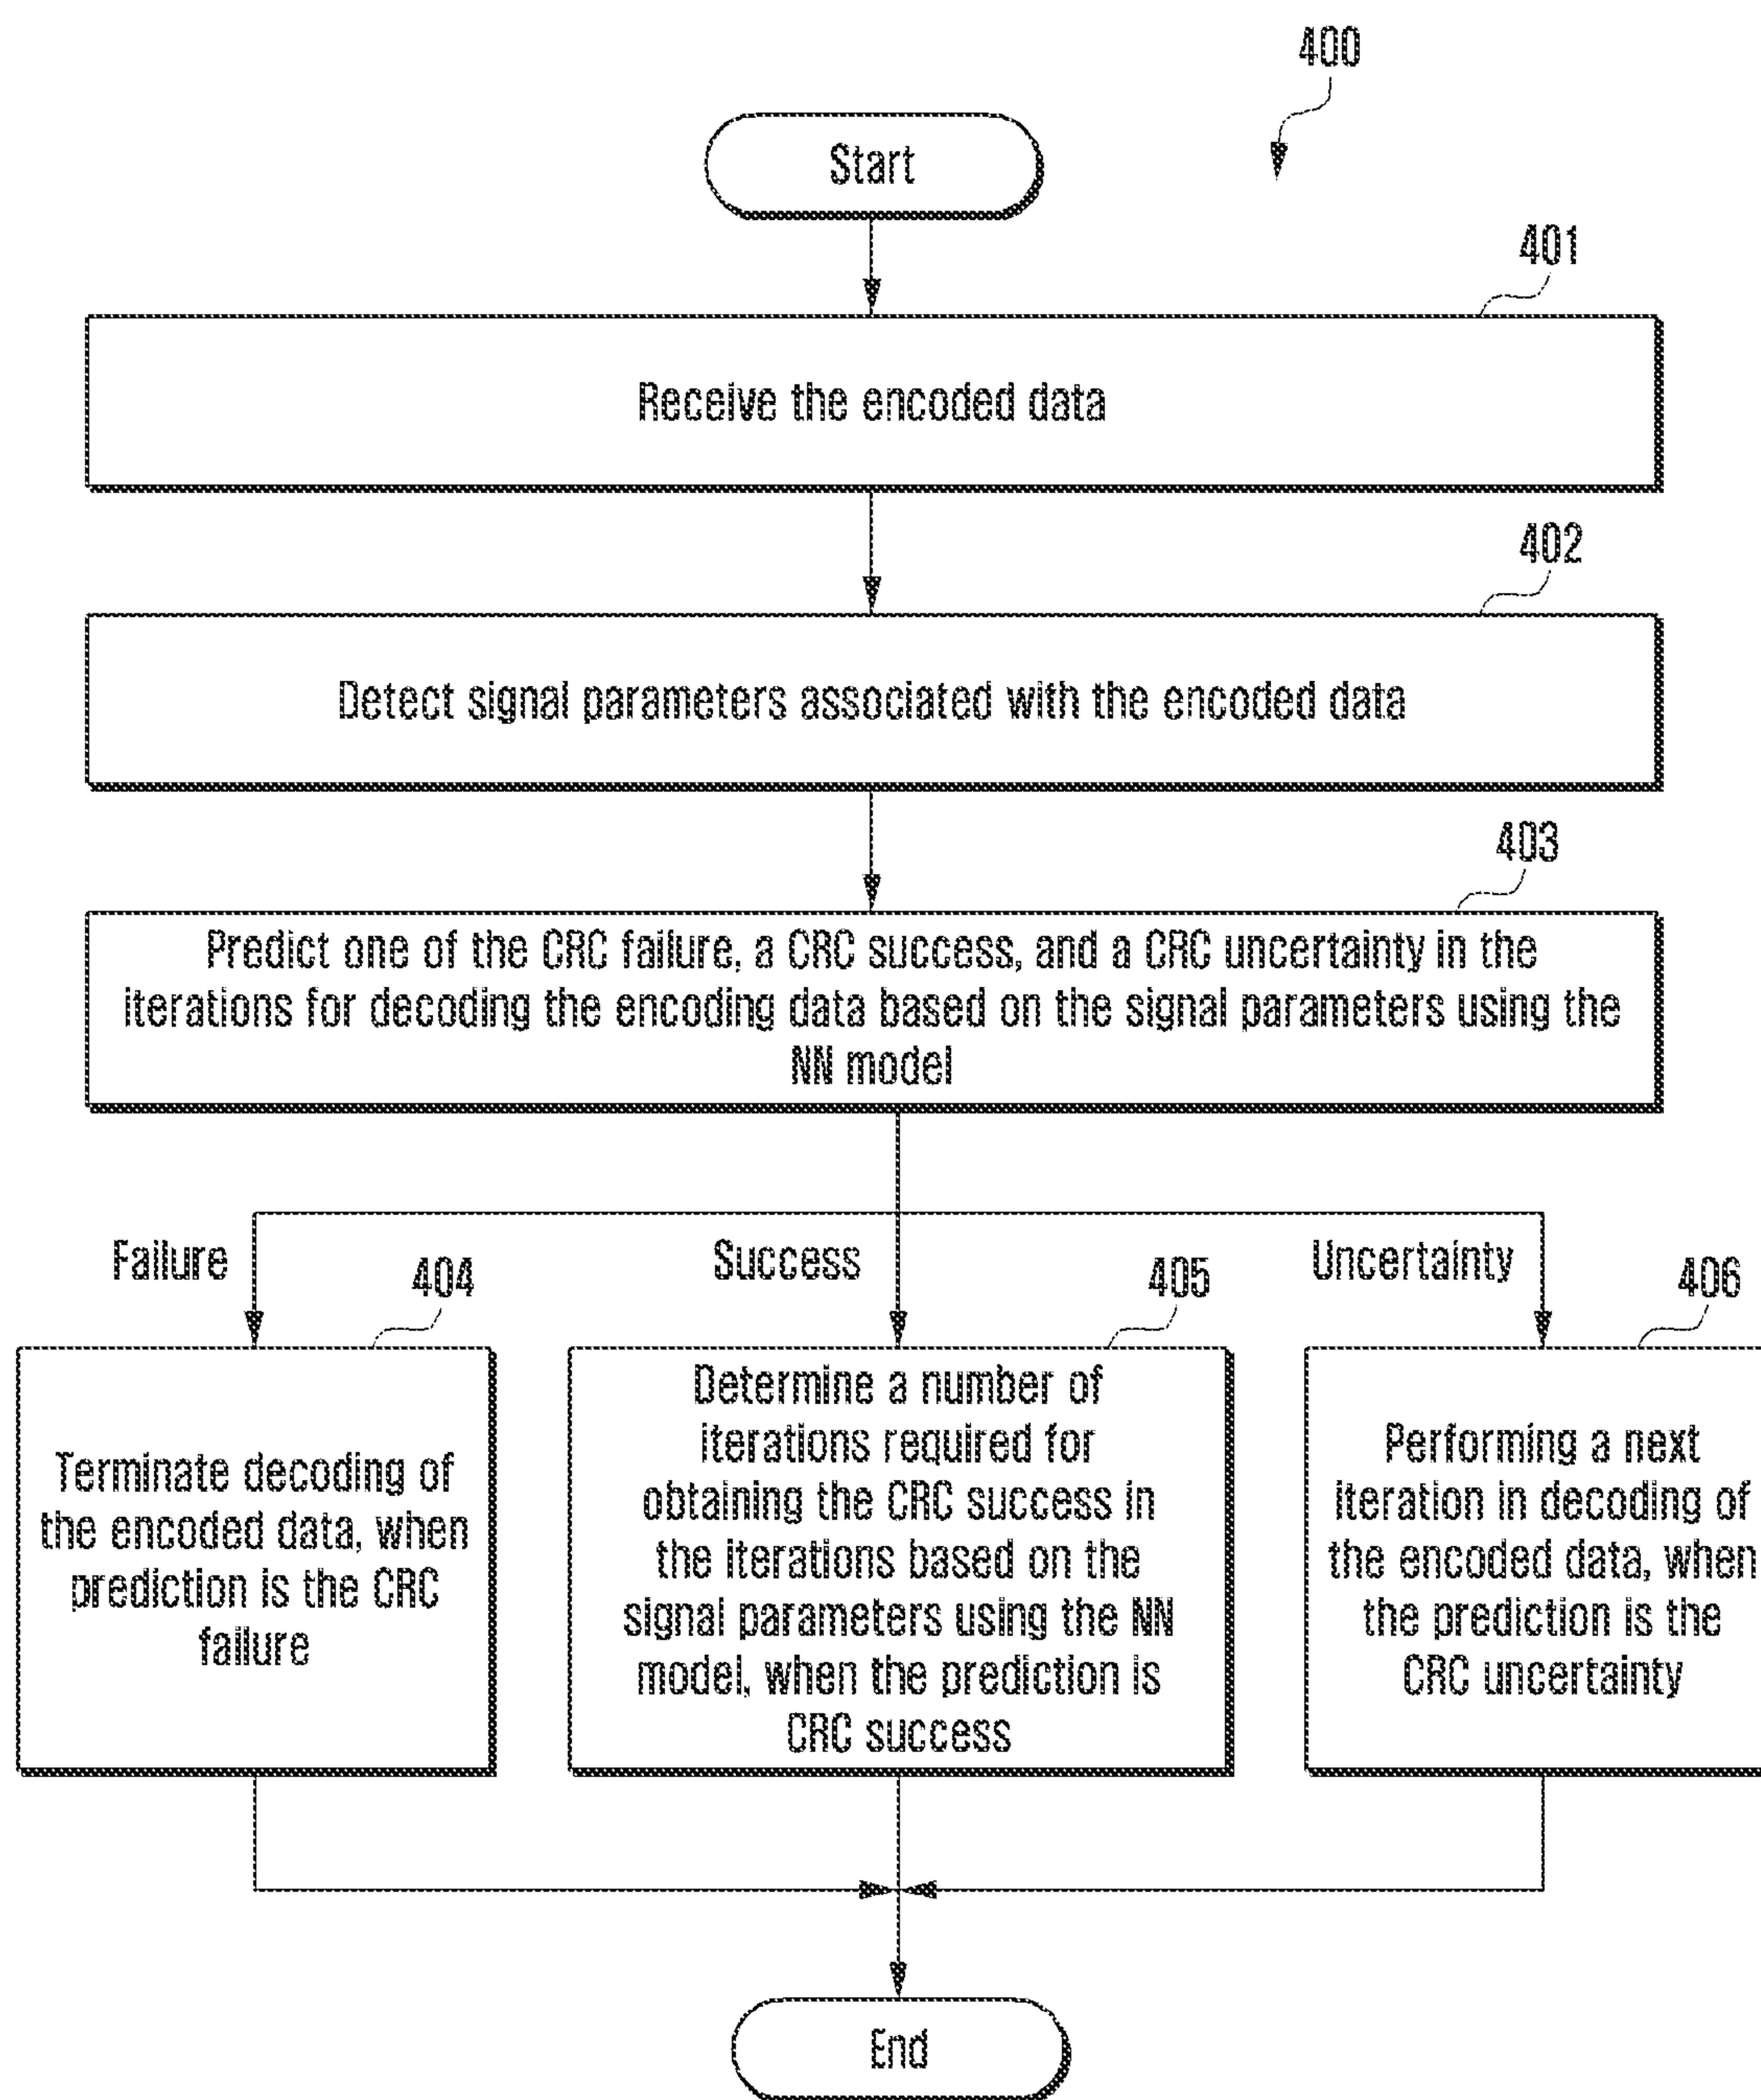 400
Start
401
Receive the encoded data
402
Detect signal parameters associated with the encoded data
403
Predict one of the CRC failure, a CRC success, and a CRC uncertainty in the
iterations for decoding the encoding data based on the signal parameters using the
NN model
Failure
404
Success
405
Uncertainty
406
Terminate decoding of
the encoded data, when
prediction is the CRC
failure
Determine a number of
iterations required for
obtaining the CRC success in
the iterations based on the
signal parameters using the NN
model, when the prediction is
CRC success
Performing a next
iteration in decoding of
the encoded data, when
the prediction is the
CRC uncertainty
End